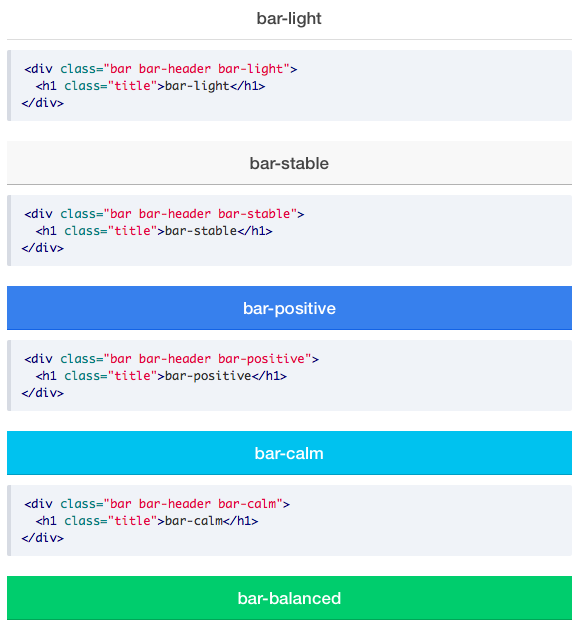 bar-light
<div class="bar bar-header bar-light">
  <h1 class="title">bar-light</h1>
</div>
bar-stable
<div class="bar bar-header bar-stable">
  <h1 class="title">bar-stable</h1>
</div>
bar-positive
<div class="bar bar-header bar-positive">
  <h1 class="title">bar-positive</h1>
</div>
bar-calm
<div class="bar bar-header bar-calm">
  <h1 class="title">bar-calm</h1>
</div>
bar-balanced